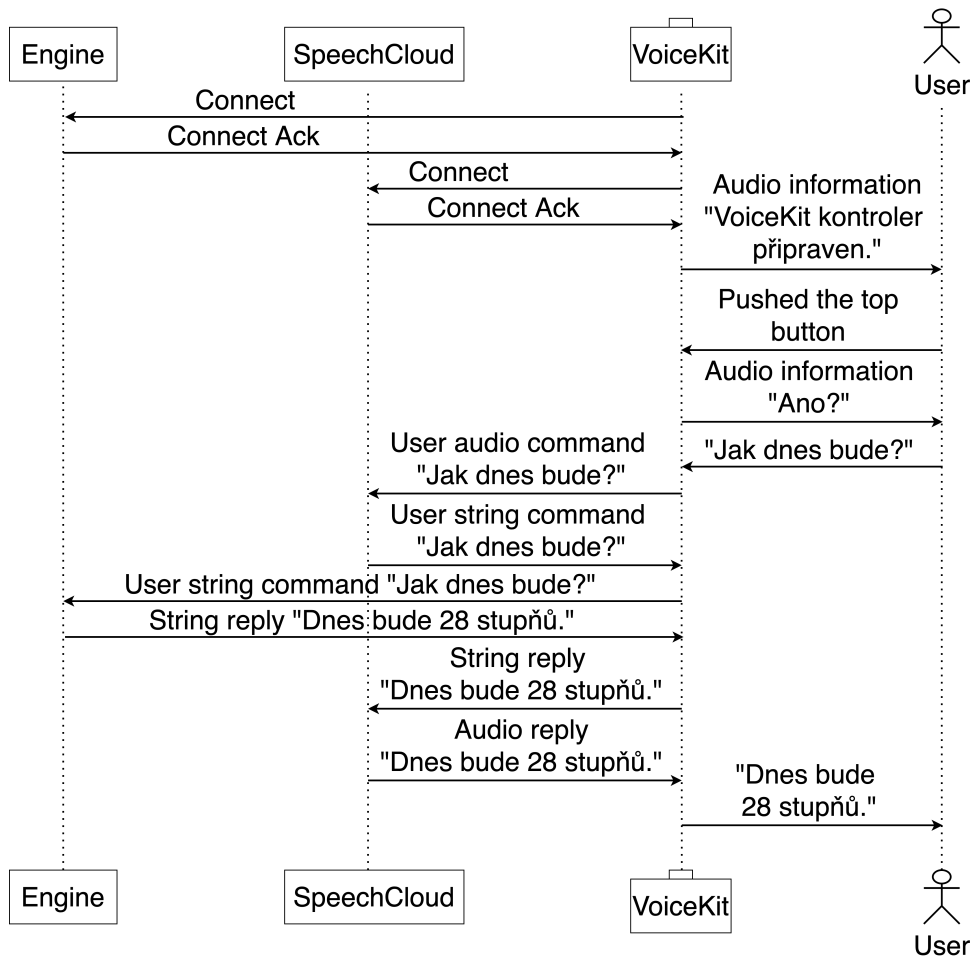 Engine
SpeechCloud
VoiceKit
User
Connect
Connect Ack
Connect
Connect Ack
Audio information
"VoiceKit kontroler
připraven."
Pushed the top
button
Audio information
"Ano?"
"Jak dnes bude?"
User audio command
"Jak dnes bude?"
User string command
"Jak dnes bude?"
User string command "Jak dnes bude?"
String reply "Dnes bude 28 stupňů."
String reply
"Dnes bude 28 stupňů."
Audio reply
"Dnes bude 28 stupňů."
"Dnes bude
28 stupňů."
Engine
SpeechCloud
VoiceKit
User